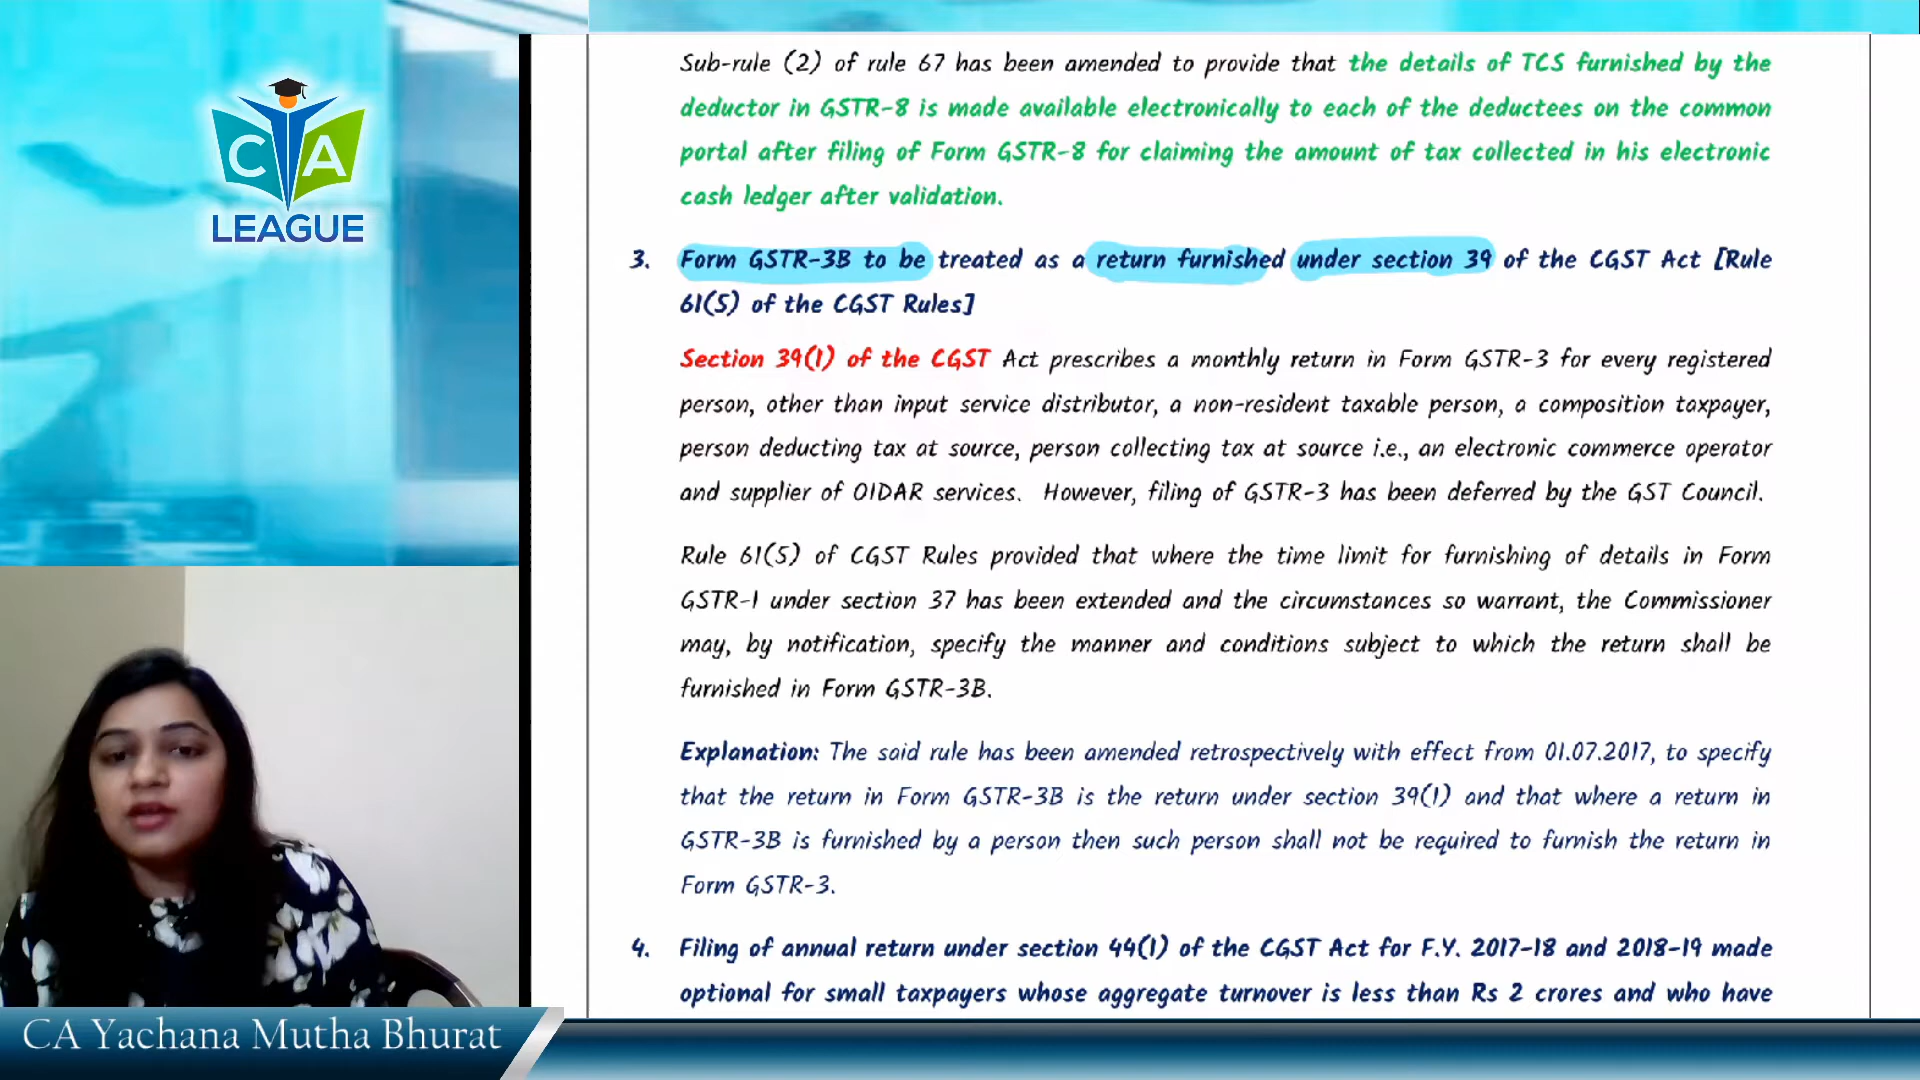 CA
LEAGUE
Sub-rule (2) of rule 67 has been amended to provide that the details of TCS furnished by the
deductor in GSTR-8 is made available electronically to each of the deductees on the common
portal after filing of Form GSTR-8 for claiming the amount of tax collected in his electronic
cash ledger after validation.
3. Form GSTR-3B to be treated as a return furnished under section 39 of the CGST Act [Rule
61(5) of the CGST Rules]
Section 39(1) of the CGST Act prescribes a monthly return in Form GSTR-3 for every registered
person, other than input service distributor, a non-resident taxable person, a composition taxpayer,
person deducting tax at source, person collecting tax at source i.e., an electronic commerce operator
and supplier of OIDAR services. However, filing of GSTR-3 has been deferred by the GST Council.
Rule 61(5) of CGST Rules provided that where the time limit for furnishing of details in Form
GSTR-1 under section 37 has been extended and the circumstances so warrant, the Commissioner
may, by notification, specify the manner and conditions subject to which the return shall be
furnished in Form GSTR-3B.
Explanation: The said rule has been amended retrospectively with effect from 01.07.2017, to specify
that the return in Form GSTR-3B is the return under section 39(1) and that where a return in
GSTR-3B is furnished by a person then such person shall not be required to furnish the return in
Form GSTR-3.
4. Filing of annual return under section 44(1) of the CGST Act for F.Y. 2017-18 and 2018-19 made
optional for small taxpayers whose aggregate turnover is less than Rs 2 crores and who have
CA Yachana Mutha Bhurat